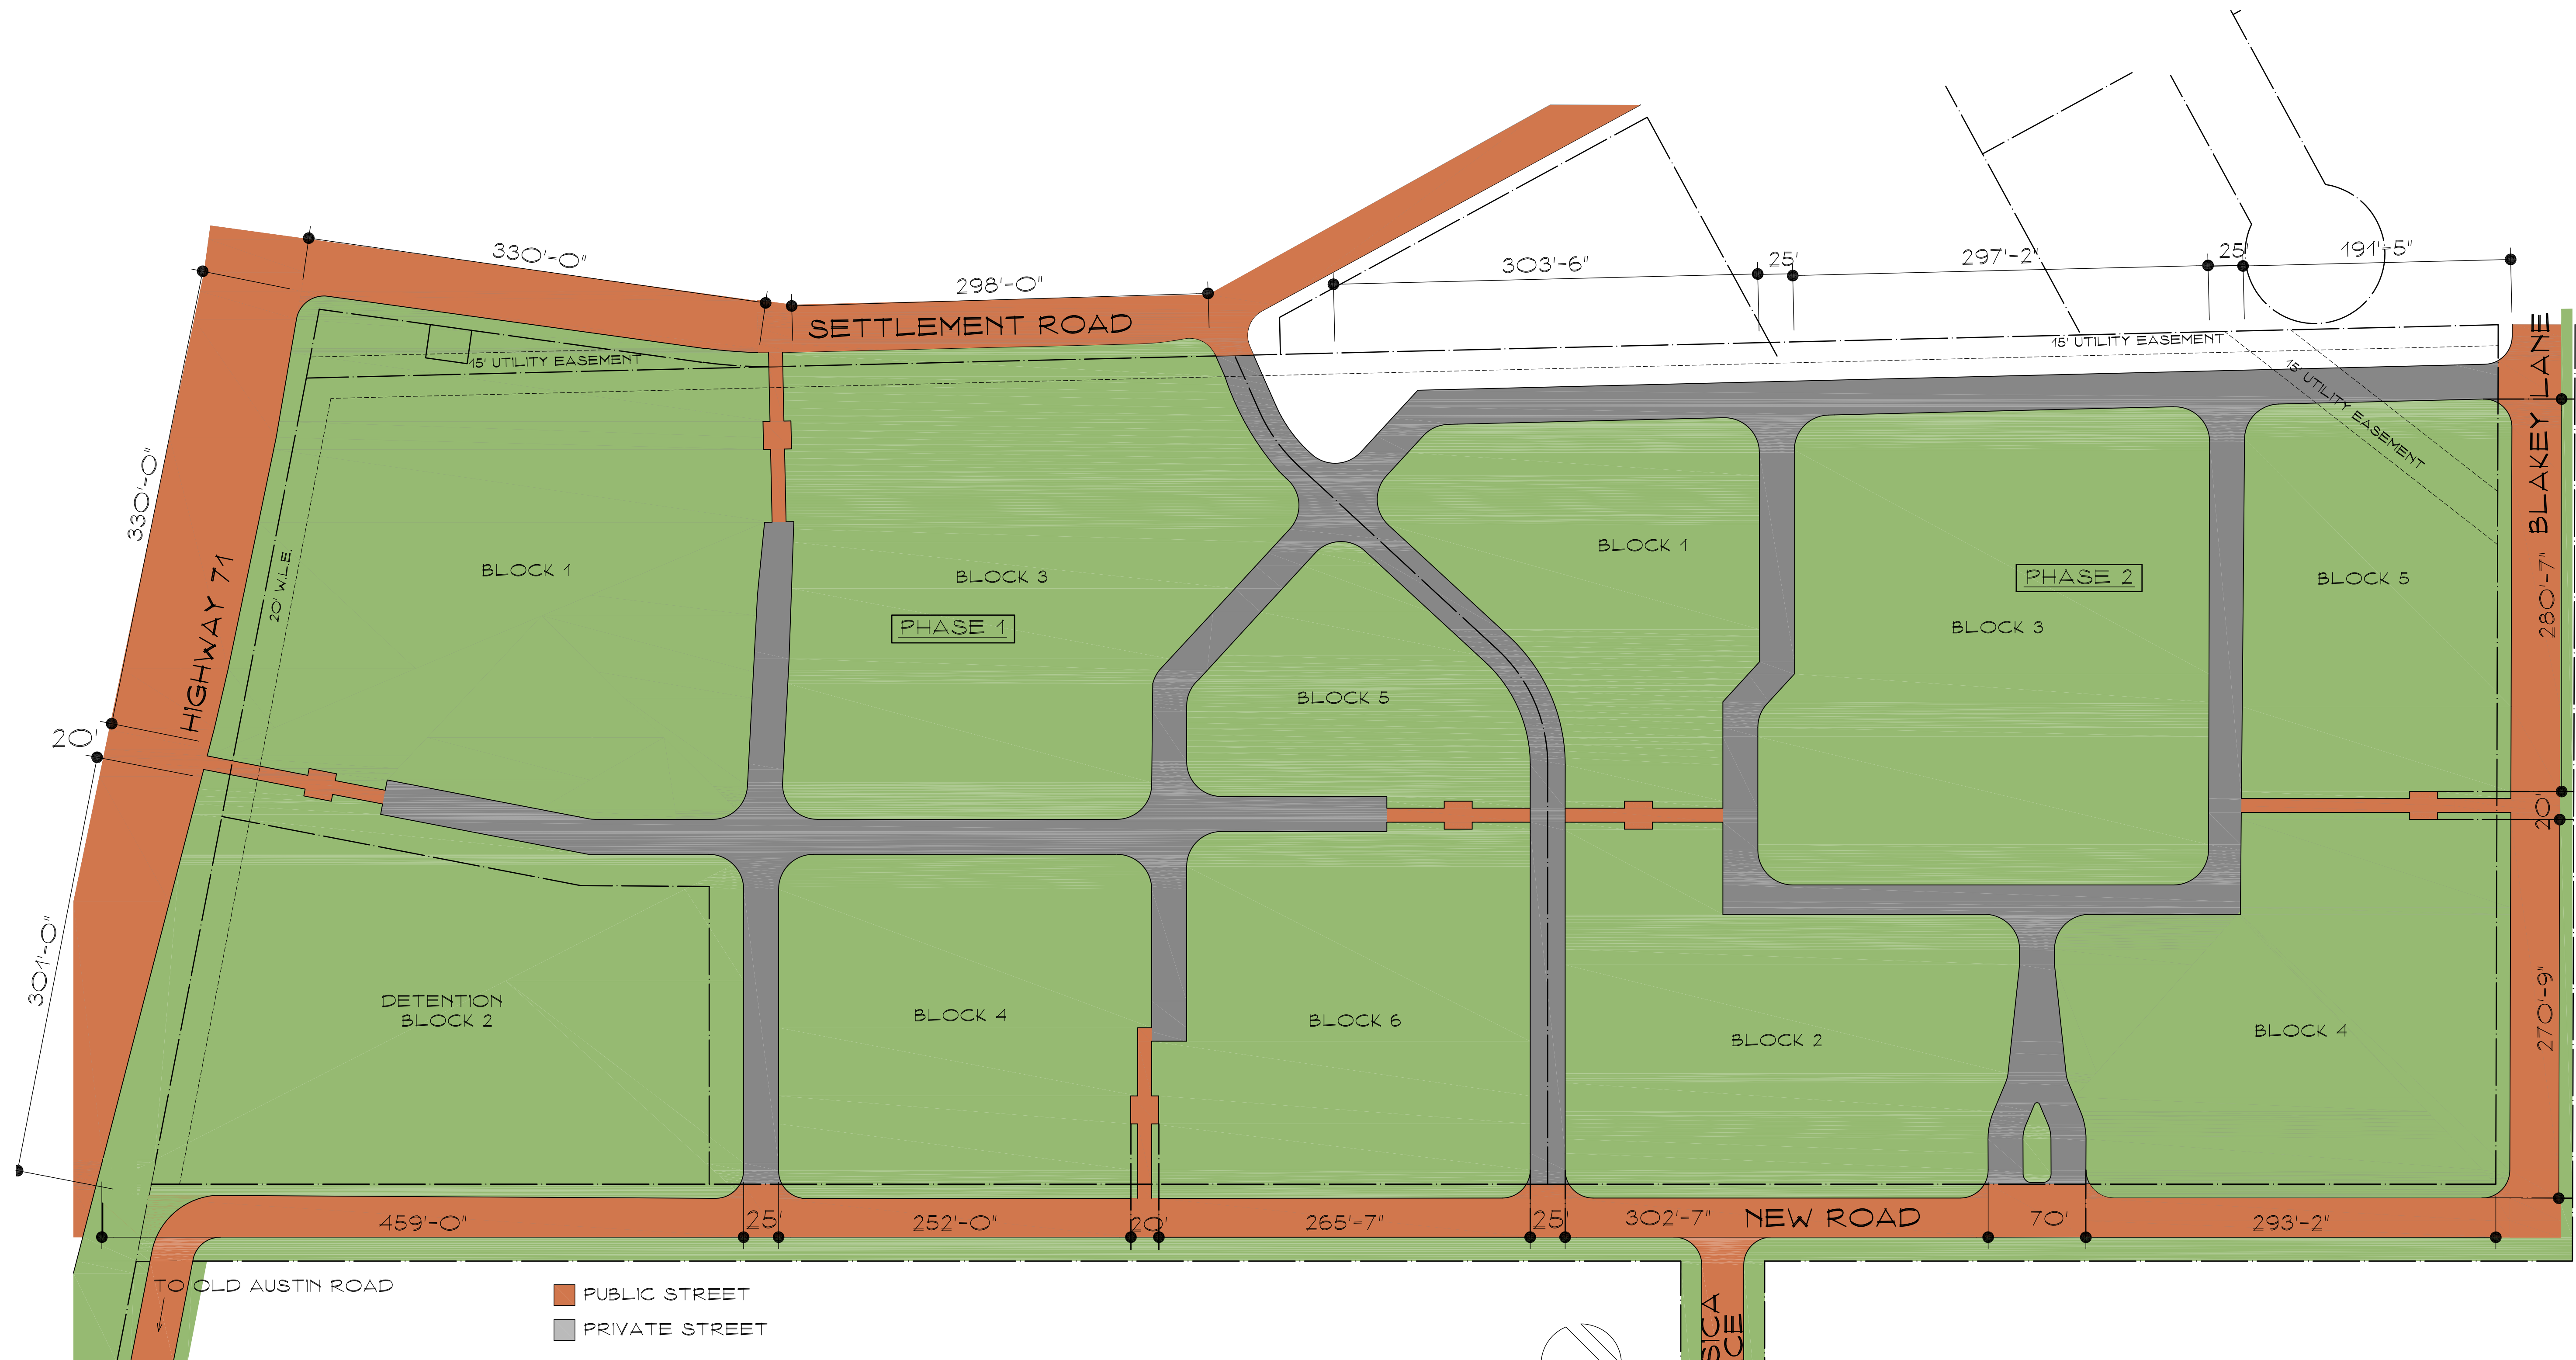 330'-0"
298'-0"
303'-6"
25'
297'-2"
25'
191'-5"
SETTLEMENT ROAD
15' UTILITY EASEMENT
15' UTILITY EASEMENT
15' UTILITY EASEMENT
BLAKEY LANE
330'-0"
HIGHWAY 71
20' W.L.E.
BLOCK 1
BLOCK 3
PHASE 1
BLOCK 5
BLOCK 1
PHASE 2
BLOCK 3
BLOCK 5
280'-7"
20'
20'
301'-0"
DETENTION
BLOCK 2
BLOCK 4
BLOCK 6
BLOCK 2
BLOCK 4
270'-9"
459'-0"
25'
252'-0"
20'
265'-7"
25'
302'-7"
NEW ROAD
70'
293'-2"
TO OLD AUSTIN ROAD
PUBLIC STREET
PRIVATE STREET